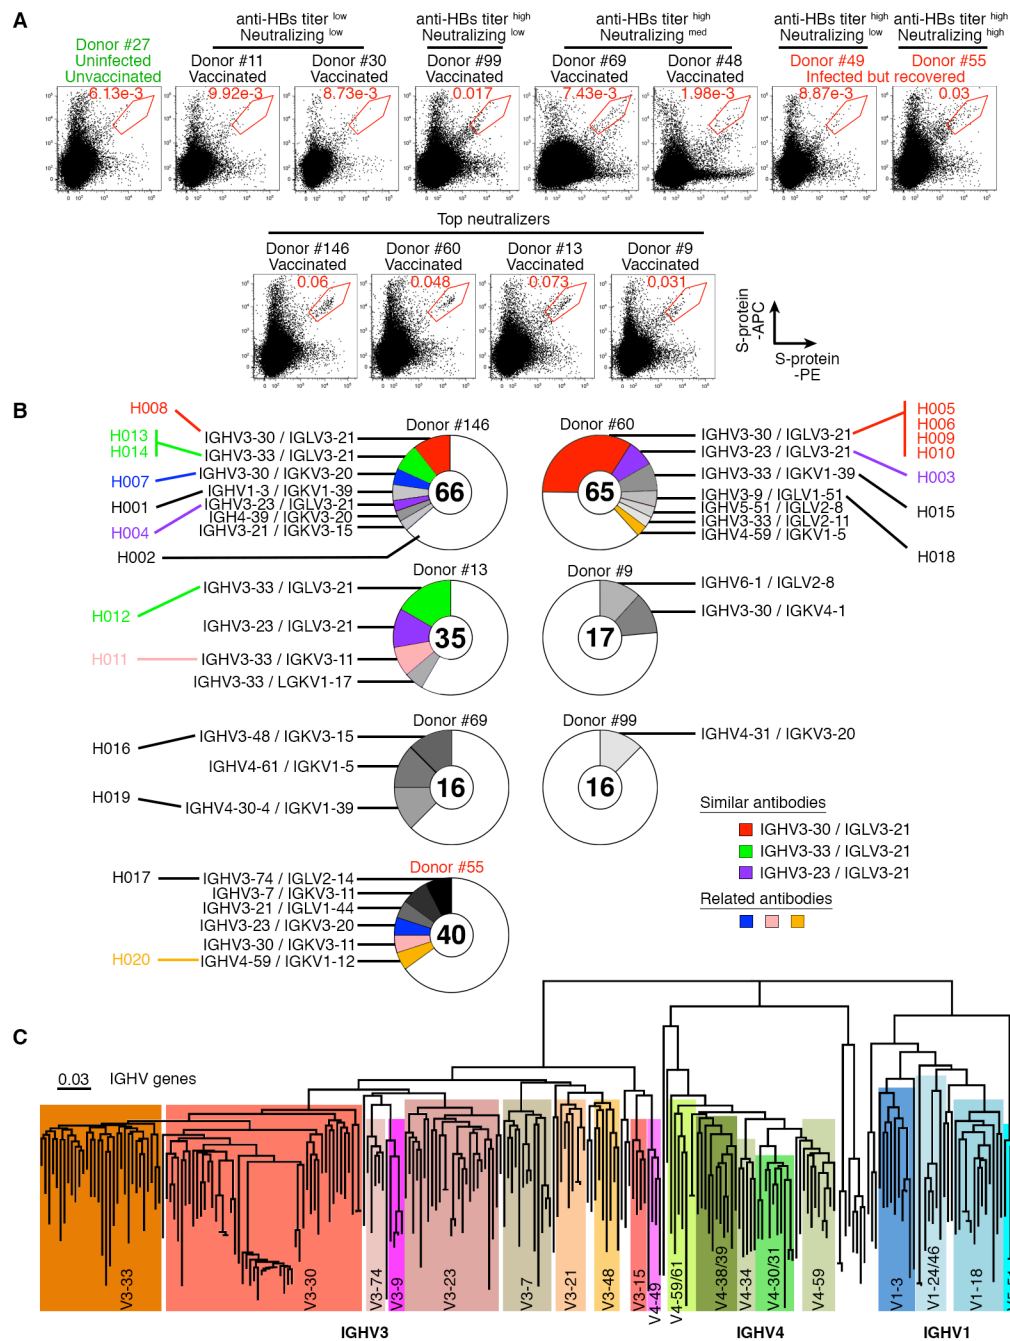 A
anti-HBs titer low
Neutralizing low
anti-HBs titer high
Neutralizing low
anti-HBs titer high
Neutralizing med
anti-HBs titer high
Neutralizing low
anti-HBs titer high
Neutralizing high
Donor #27
Uninfected
Unvaccinated
Donor #11
Vaccinated
Donor #30
Vaccinated
Donor #99
Vaccinated
Donor #69
Vaccinated
Donor #48
Vaccinated
Donor #49
Donor #55
Infected but recovered
6.13e-3
9.92e-3
8.73e-3
0.017
7.43e-3
1.98e-3
8.87e-3
0.03
Top neutralizers
Donor #146
Vaccinated
Donor #60
Vaccinated
Donor #13
Vaccinated
Donor #9
Vaccinated
0.06
0.048
0.073
0.031
S-protein
-APC
S-protein
-PE
B
Donor #146
66
H008
H013
H014
H007
H001
H004
H002
IGHV3-30 / IGLV3-21
IGHV3-33 / IGLV3-21
IGHV3-30 / IGKV3-20
IGHV1-3 / IGKV1-39
IGHV3-23 / IGLV3-21
IGH4-39 / IGKV3-20
IGHV3-21 / IGKV3-15
Donor #60
65
IGHV3-30 / IGLV3-21
IGHV3-23 / IGLV3-21
IGHV3-33 / IGKV1-39
IGHV3-9 / IGLV1-51
IGHV5-51 / IGLV2-8
IGHV3-33 / IGLV2-11
IGHV4-59 / IGKV1-5
H005
H006
H009
H010
H003
H015
H018
Donor #13
35
H012
H011
IGHV3-33 / IGLV3-21
IGHV3-23 / IGLV3-21
IGHV3-33 / IGKV3-11
IGHV3-33 / LGKV1-17
Donor #9
17
IGHV6-1 / IGLV2-8
IGHV3-30 / IGKV4-1
Donor #69
16
H016
H019
IGHV3-48 / IGKV3-15
IGHV4-61 / IGKV1-5
IGHV4-30-4 / IGKV1-39
Donor #99
16
IGHV4-31 / IGKV3-20
Similar antibodies
IGHV3-30 / IGLV3-21
IGHV3-33 / IGLV3-21
IGHV3-23 / IGLV3-21
Related antibodies
Donor #55
40
H017
H020
IGHV3-74 / IGLV2-14
IGHV3-7 / IGKV3-11
IGHV3-21 / IGLV1-44
IGHV3-23 / IGKV3-20
IGHV3-30 / IGKV3-11
IGHV4-59 / IGKV1-12
C
0.03 IGHV genes
V3-33
V3-30
V3-74
V3-9
V3-23
V3-7
V3-21
V3-48
V3-15
V4-49
V4-59/61
V4-38/39
V4-34
V4-30/31
V4-59
V1-3
V1-24/46
V1-18
IGHV3
IGHV4
IGHV1